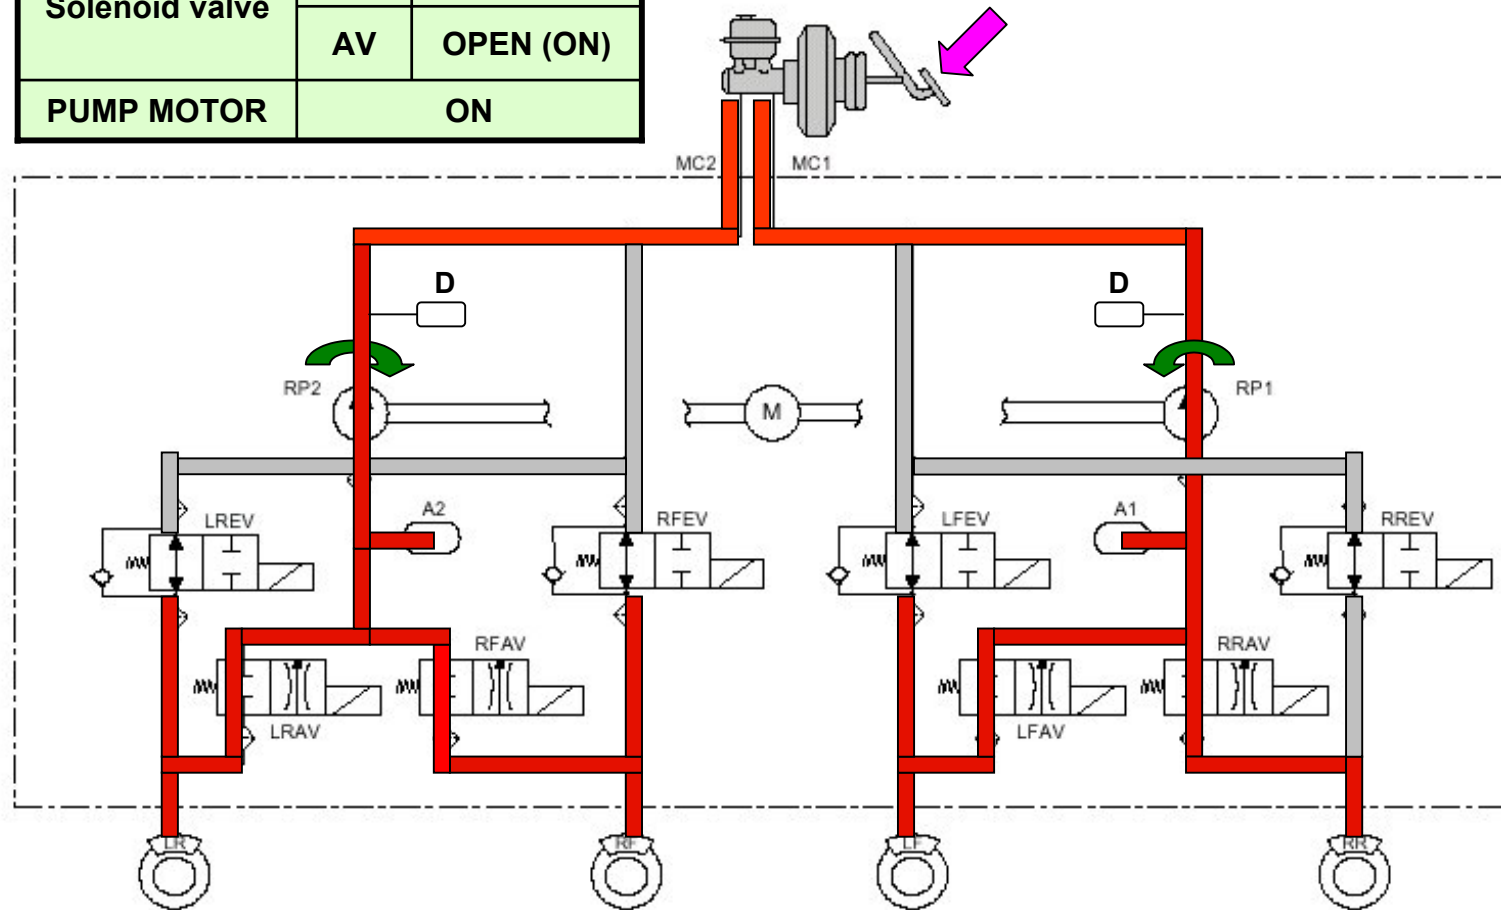 Solenoid valve
AV OPEN (ON)
PUMP MOTOR ON
MC2 MC1
D D
RP2 M RP1
A2 A1
LREV RFEV LFEV RREV
RFAV RRAV
LRAV LFAV
LR RF LF RR